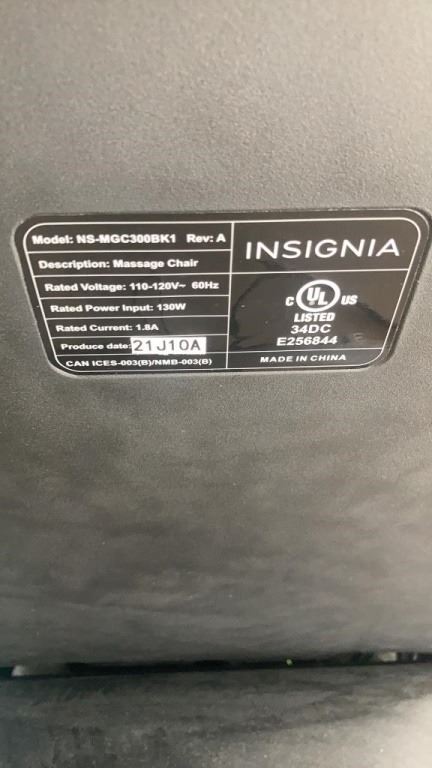 Model: NS-MGC300BK1 Rev: A
Description: Massage Chair
Rated Voltage: 110-120V~ 60Hz
Rated Power Input: 130W
Rated Current: 1.8A
Produce date: 21J10A
CAN ICES-003(B)/NMB-003(B)
INSIGNIA
C UL US
LISTED
34DC
E256844
MADE IN CHINA